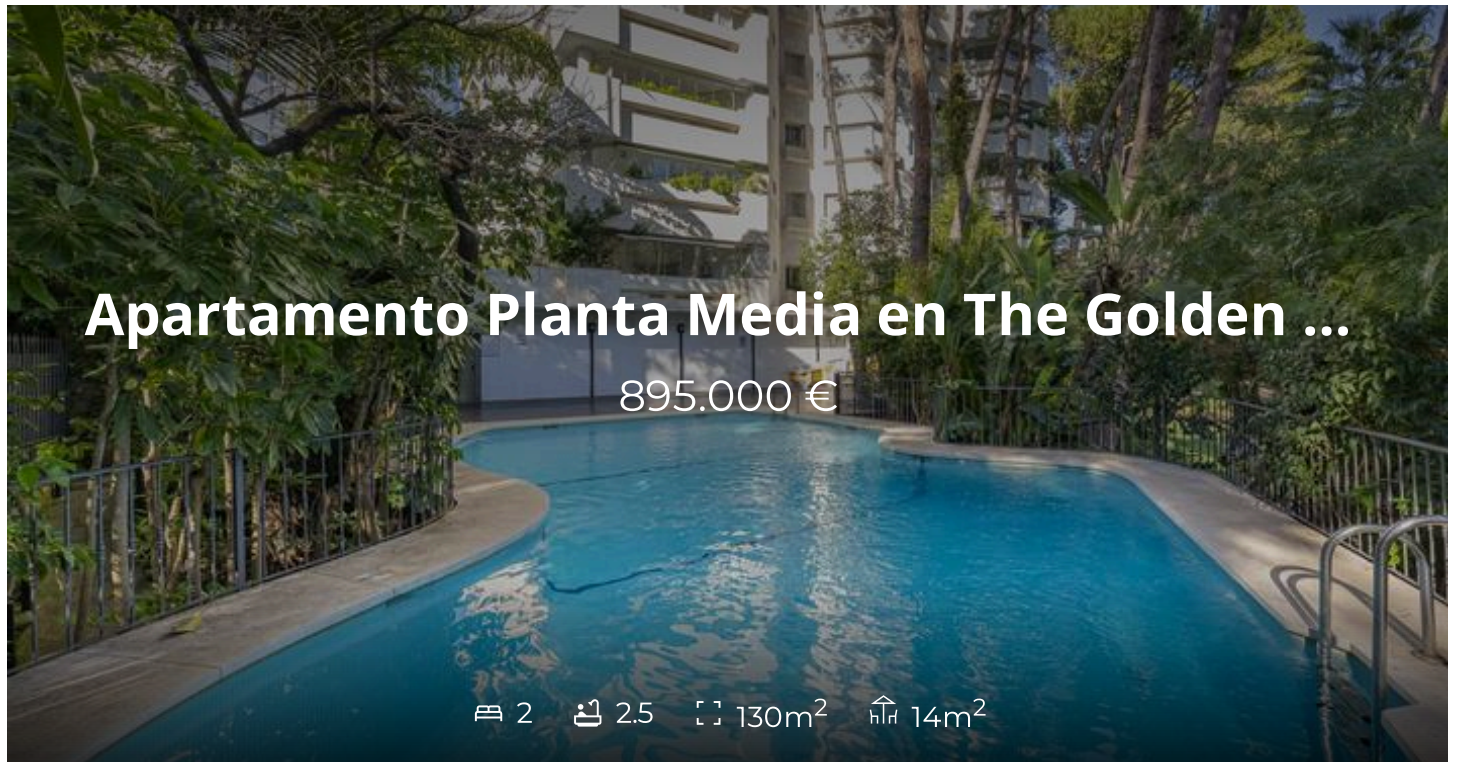 Apartamento Planta Media en The Golden ...
895.000 €
2 2.5 130m² 14m²